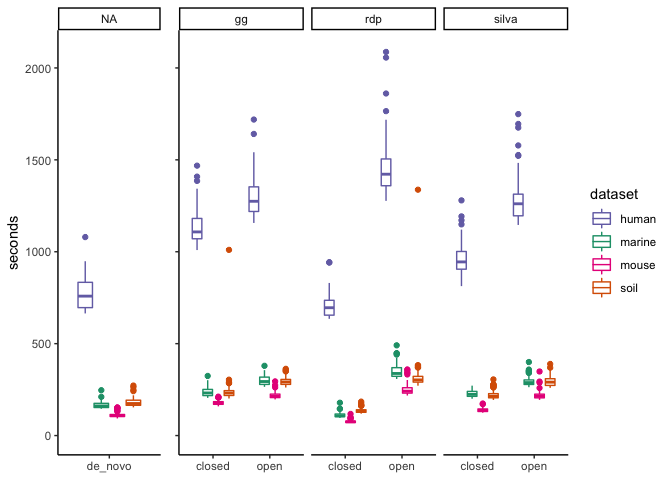 NA gg rdp silva
2000
1500
1000
500
0
seconds
de_novo closed open closed open closed open
dataset
human
marine
mouse
soil